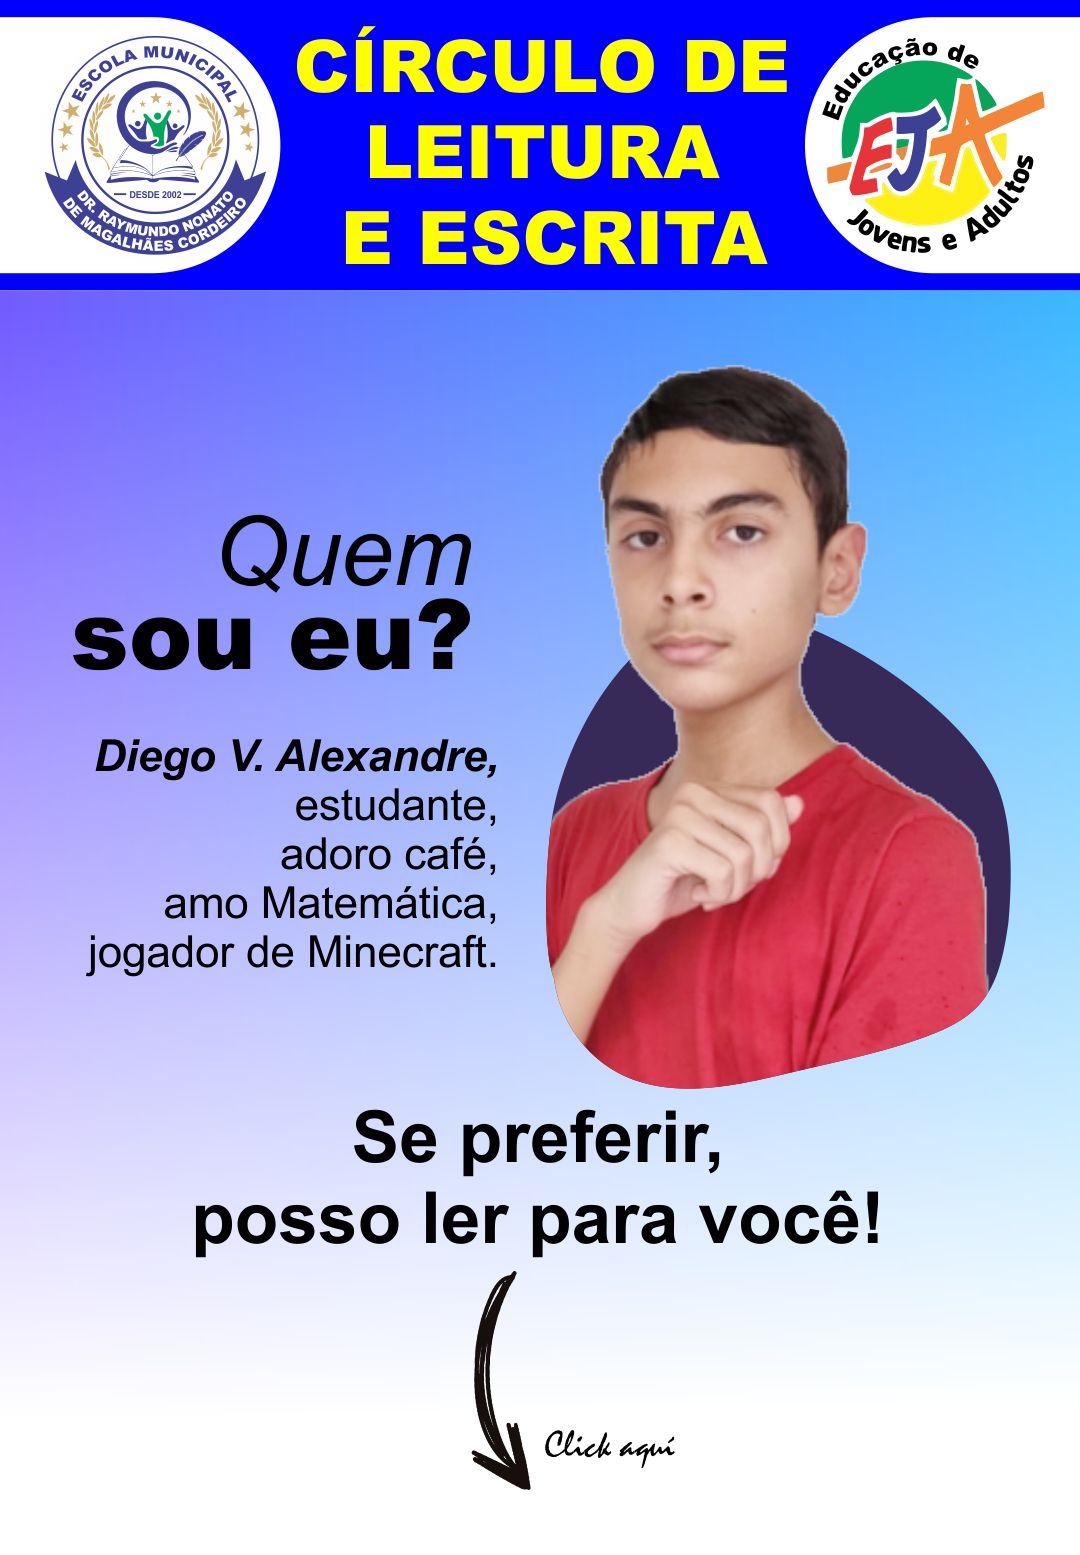 ESCOLA MUNICIPAL
DESDE 2002
DR. RAYMUNDO NONATO
DE MAGALHÃES CORDEIRO
CÍRCULO DE
LEITURA
E ESCRITA
Educação de
EJA
Jovens e Adultos
Quem
sou eu?
Diego V. Alexandre,
estudante,
adoro café,
amo Matemática,
jogador de Minecraft.
Se preferir,
posso ler para você!
Click aquí